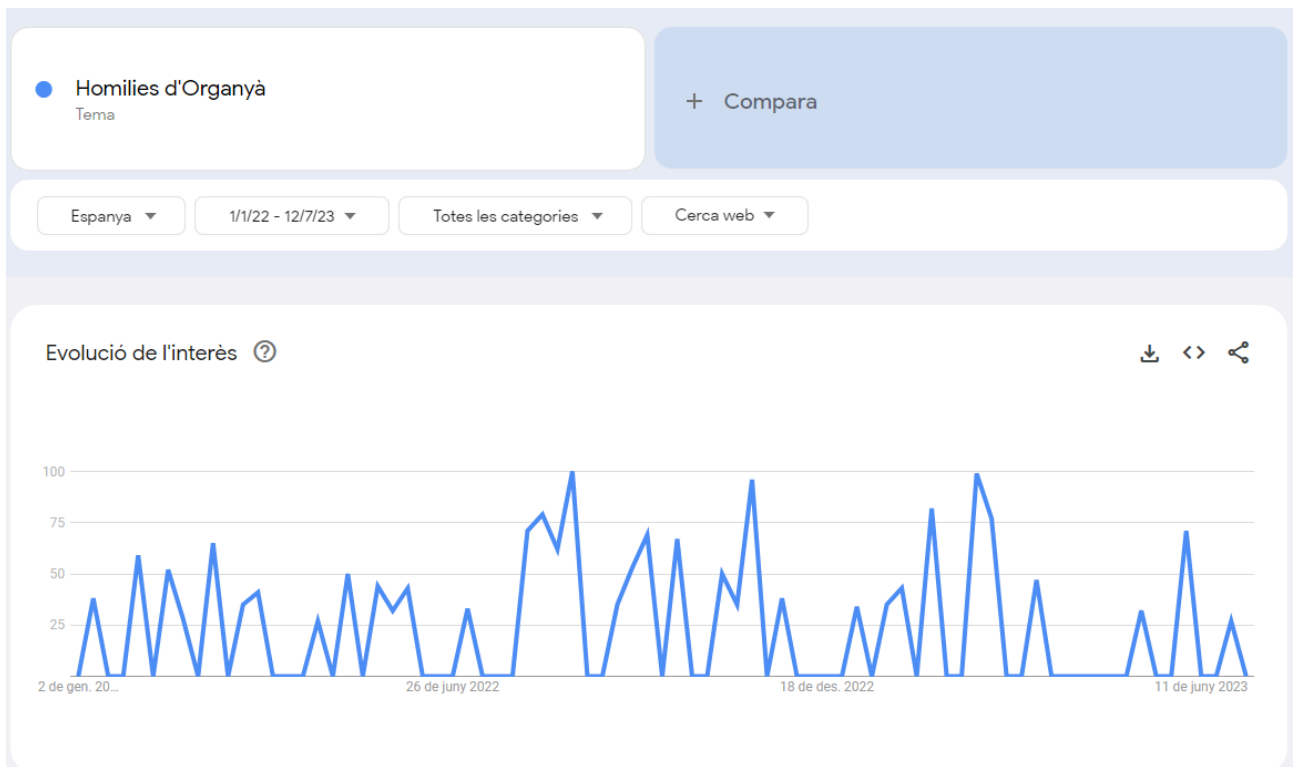 Homilies d'Organyà
Tema
+ Compara
Espanya
1/1/22 - 12/7/23
Totes les categories
Cerca web
Evolució de l'interès ?
100
75
50
25
2 de gen. 20…
26 de juny 2022
18 de des. 2022
11 de juny 2023